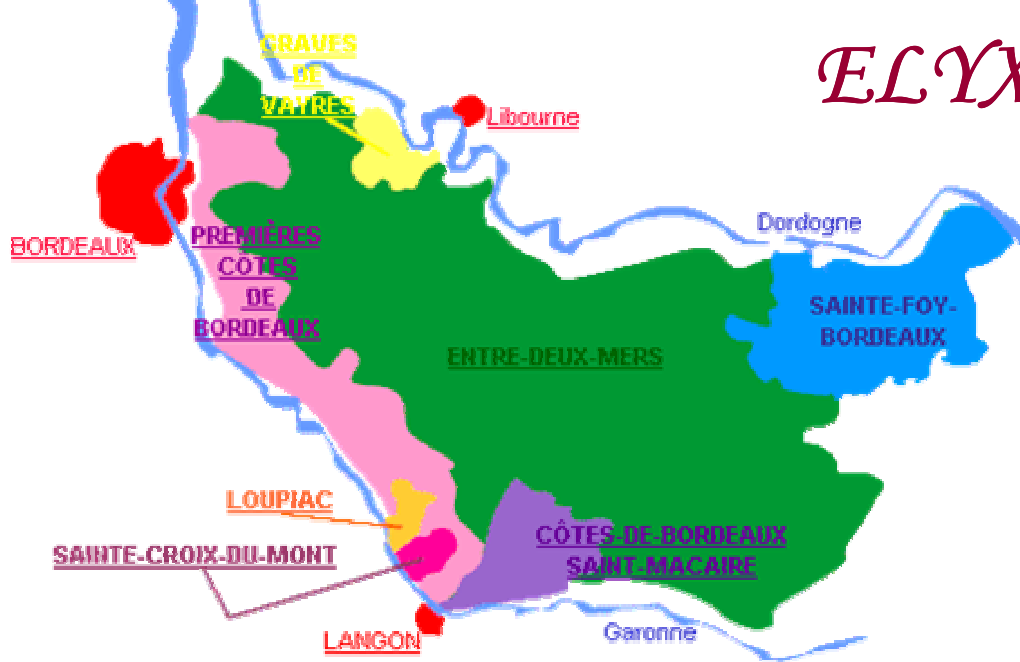 GRAVES
DE
VAYRES
ELYX
Libourne
BORDEAUX
PREMIÈRES
CÔTES
DE
BORDEAUX
Dordogne
SAINTE-FOY-
BORDEAUX
ENTRE-DEUX-MERS
LOUPIAC
CÔTES-DE-BORDEAUX
SAINT-MACAIRE
SAINTE-CROIX-DU-MONT
LANGON
Garonne